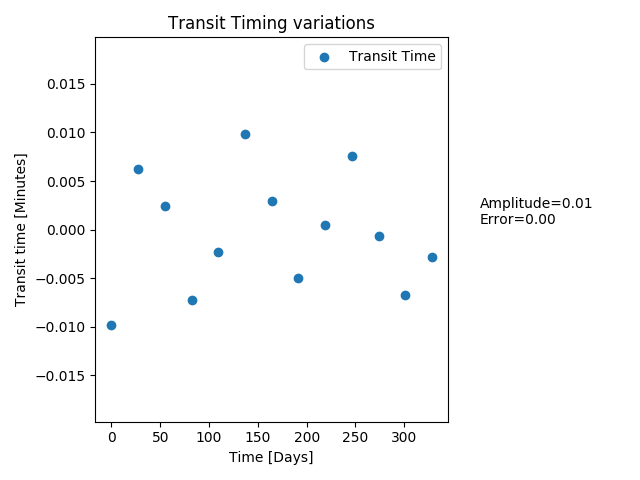 Transit Timing variations
Transit Time
0.015
0.010
0.005
0.000
−0.005
−0.010
−0.015
Transit time [Minutes]
Amplitude=0.01
Error=0.00
0 50 100 150 200 250 300
Time [Days]